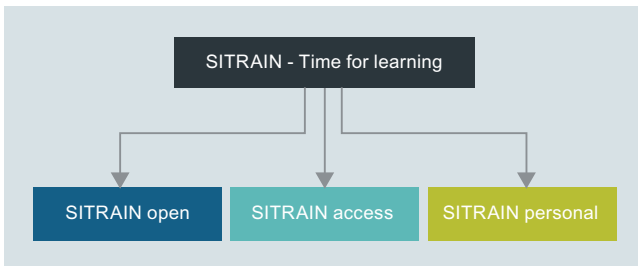 SITRAIN - Time for learning
SITRAIN open
SITRAIN access
SITRAIN personal